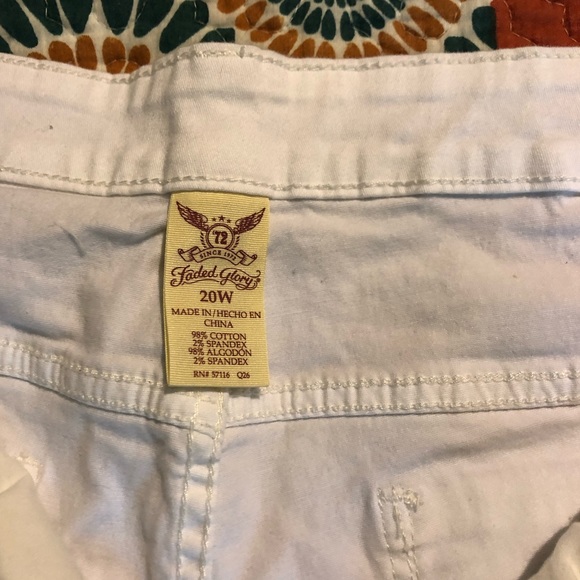 '72
SINCE 1972
Faded Glory
20W
MADE IN/HECHO EN
CHINA
98% COTTON
2% SPANDEX
98% ALGODÓN
2% SPANDEX
RN# 57116 Q26